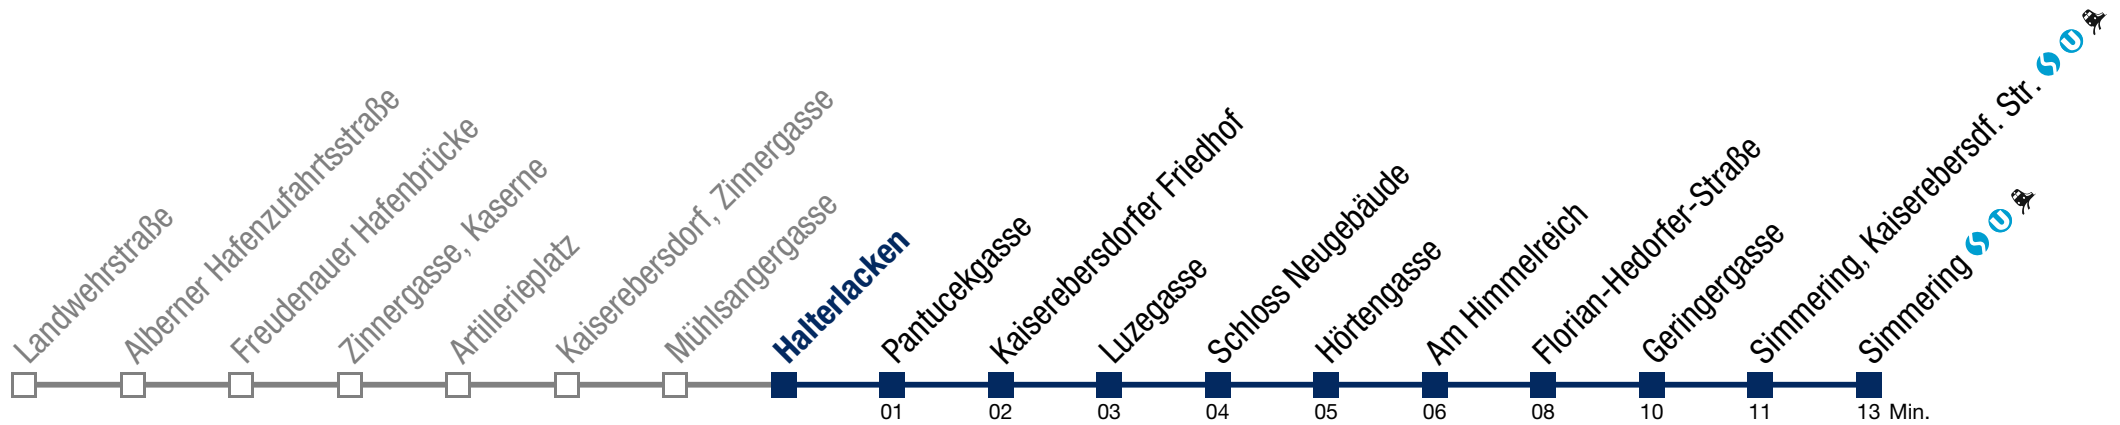 Landwehrstraße
Alberner Hafenzufahrtsstraße
Freudenauer Hafenbrücke
Zinnergasse, Kaserne
Artillerieplatz
Kaiserebersdorf, Zinnergasse
Mühlsangergasse
Halterlacken
Pantucekgasse
Kaiserebersdorfer Friedhof
Luzegasse
Schloss Neugebäude
Hörtengasse
Am Himmelreich
Florian-Hedorfer-Straße
Geringergasse
Simmering, Kaiserebersdf. Str. S U
Simmering S U
01 02 03 04 05 06 08 10 11 13 Min.